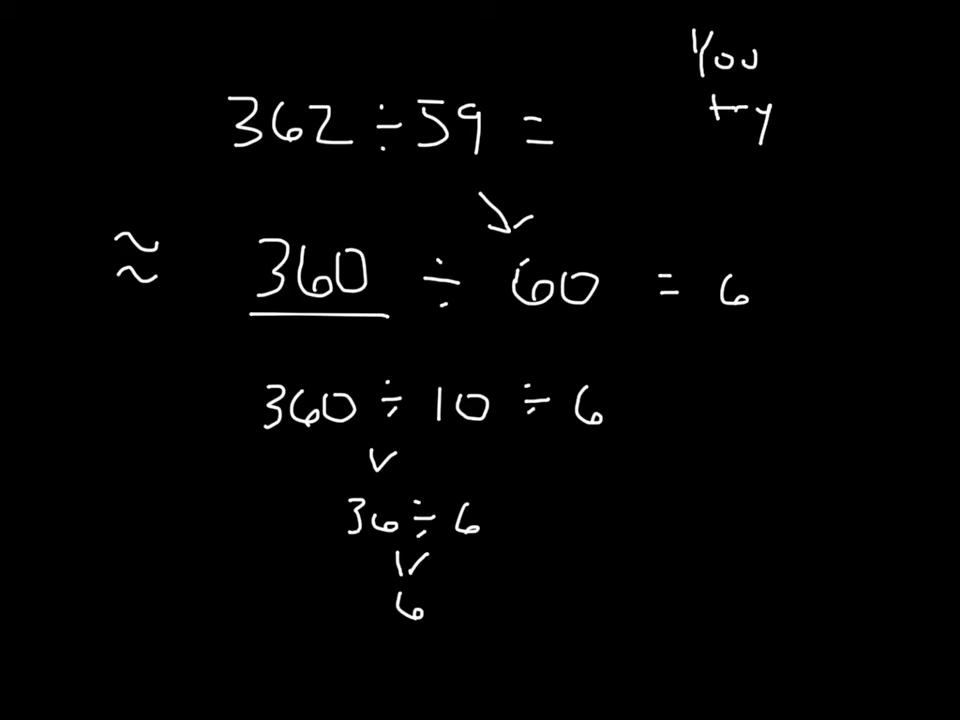 You
try
362 ÷ 59 =
≈ 360 ÷ 60 = 6
360 ÷ 10 ÷ 6
36 ÷ 6
6